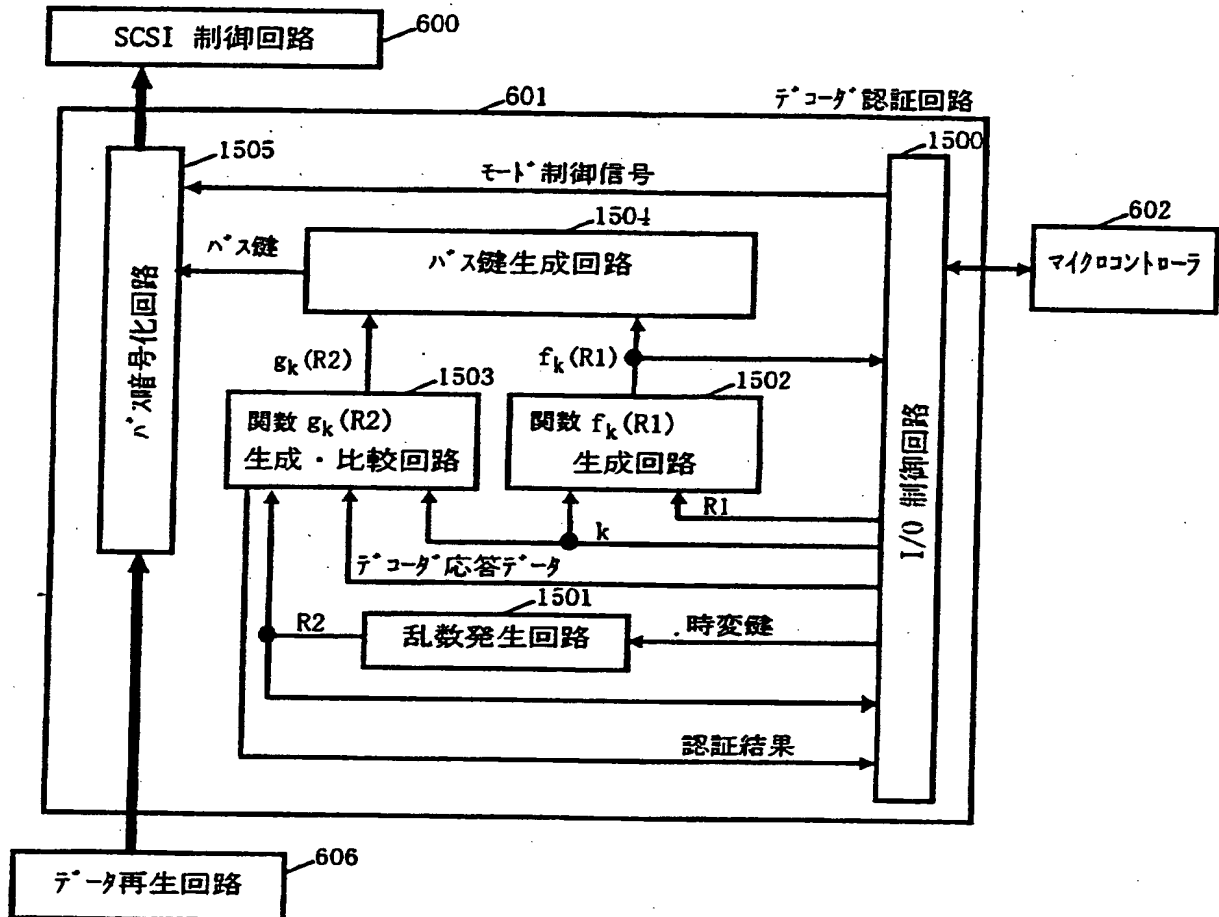 SCSI 制御回路
600
601
デコーダ認証回路
1505
1500
モード制御信号
1504
602
バス鍵
バス鍵生成回路
マイクロコントローラ
バス暗号化回路
gk(R2)
fk(R1)
1503
1502
関数 gk(R2)
生成・比較回路
関数 fk(R1)
生成回路
I/O 制御回路
R1
k
デコーダ応答データ
1501
R2
乱数発生回路
時変鍵
認証結果
606
データ再生回路